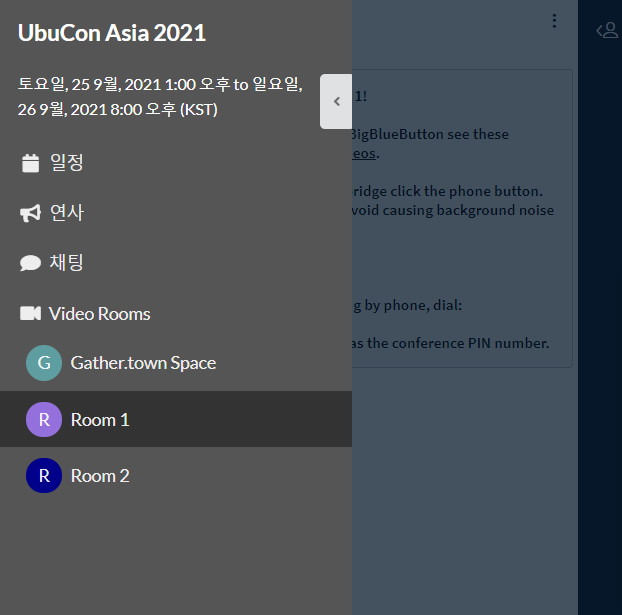 UbuCon Asia 2021
토요일, 25 9월, 2021 1:00 오후 to 일요일,
26 9월, 2021 8:00 오후 (KST)
일정
연사
채팅
Video Rooms
G Gather.town Space
R Room 1
R Room 2
1!
BigBlueButton see these
eos.
ridge click the phone button.
void causing background noise
g by phone, dial:
as the conference PIN number.